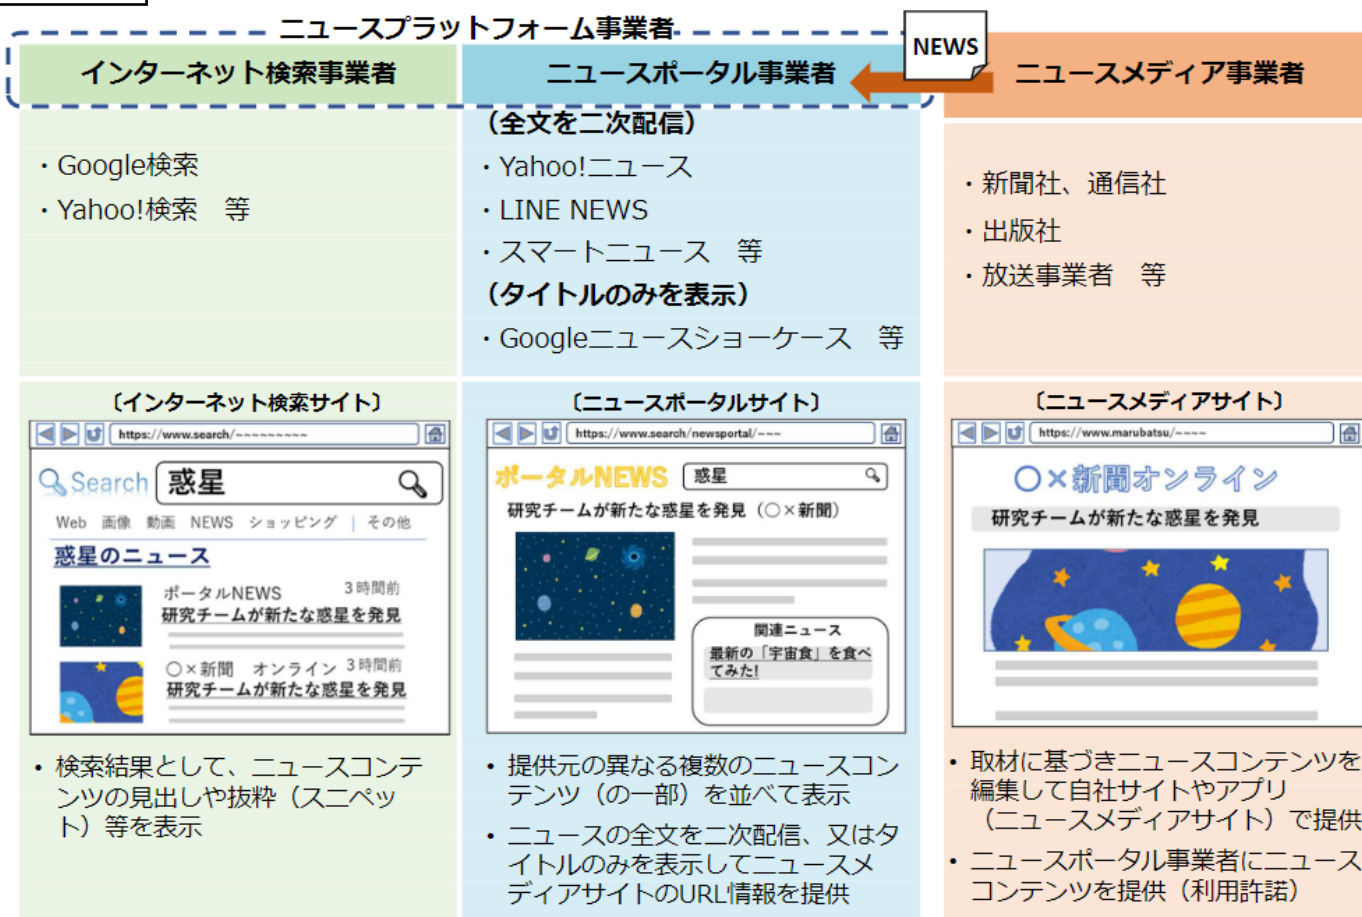 ニュースプラットフォーム事業者
インターネット検索事業者
ニュースポータル事業者
NEWS
ニュースメディア事業者
・Google検索
・Yahoo!検索　等
（全文を二次配信）
・Yahoo!ニュース
・LINE NEWS
・スマートニュース　等
（タイトルのみを表示）
・Googleニュースショーケース　等
・新聞社、通信社
・出版社
・放送事業者　等
〔インターネット検索サイト〕
https://www.search/~~~~~~~~~
Search
惑星
Web　画像　動画　NEWS　ショッピング　|　その他
惑星のニュース
ポータルNEWS　3時間前
研究チームが新たな惑星を発見
○×新聞　オンライン　3時間前
研究チームが新たな惑星を発見
・検索結果として、ニュースコンテ
ンツの見出しや抜粋（スニペッ
ト）等を表示
〔ニュースポータルサイト〕
https://www.search/newsportal/~~~
ポータルNEWS
惑星
研究チームが新たな惑星を発見（○×新聞）
関連ニュース
最新の「宇宙食」を食べ
てみた!
・提供元の異なる複数のニュースコン
テンツ（の一部）を並べて表示
・ニュースの全文を二次配信、又はタ
イトルのみを表示してニュースメ
ディアサイトのURL情報を提供
〔ニュースメディアサイト〕
https://www.marubatsu/~~~~
○×新聞オンライン
研究チームが新たな惑星を発見
・取材に基づきニュースコンテンツを
編集して自社サイトやアプリ
（ニュースメディアサイト）で提供
・ニュースポータル事業者にニュース
コンテンツを提供（利用許諾）